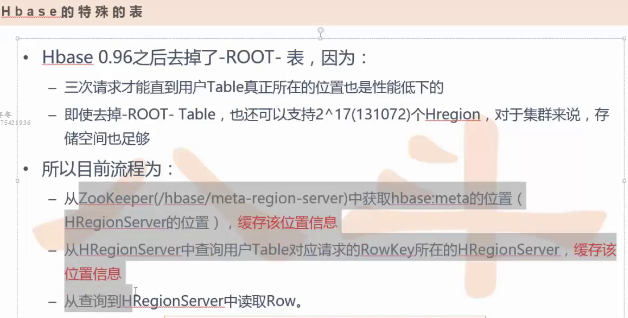 Hbase的特殊的表
• Hbase 0.96之后去掉了-ROOT- 表，因为：
– 三次请求才能直到用户Table真正所在的位置也是性能低下的
– 即使去掉-ROOT- Table，也还可以支持2^17(131072)个Hregion，对于集群来说，存
储空间也足够
• 所以目前流程为：
– 从ZooKeeper(/hbase/meta-region-server)中获取hbase:meta的位置（
HRegionServer的位置），缓存该位置信息
– 从HRegionServer中查询用户Table对应请求的RowKey所在的HRegionServer，缓存该
位置信息
– 从查询到HRegionServer中读取Row。